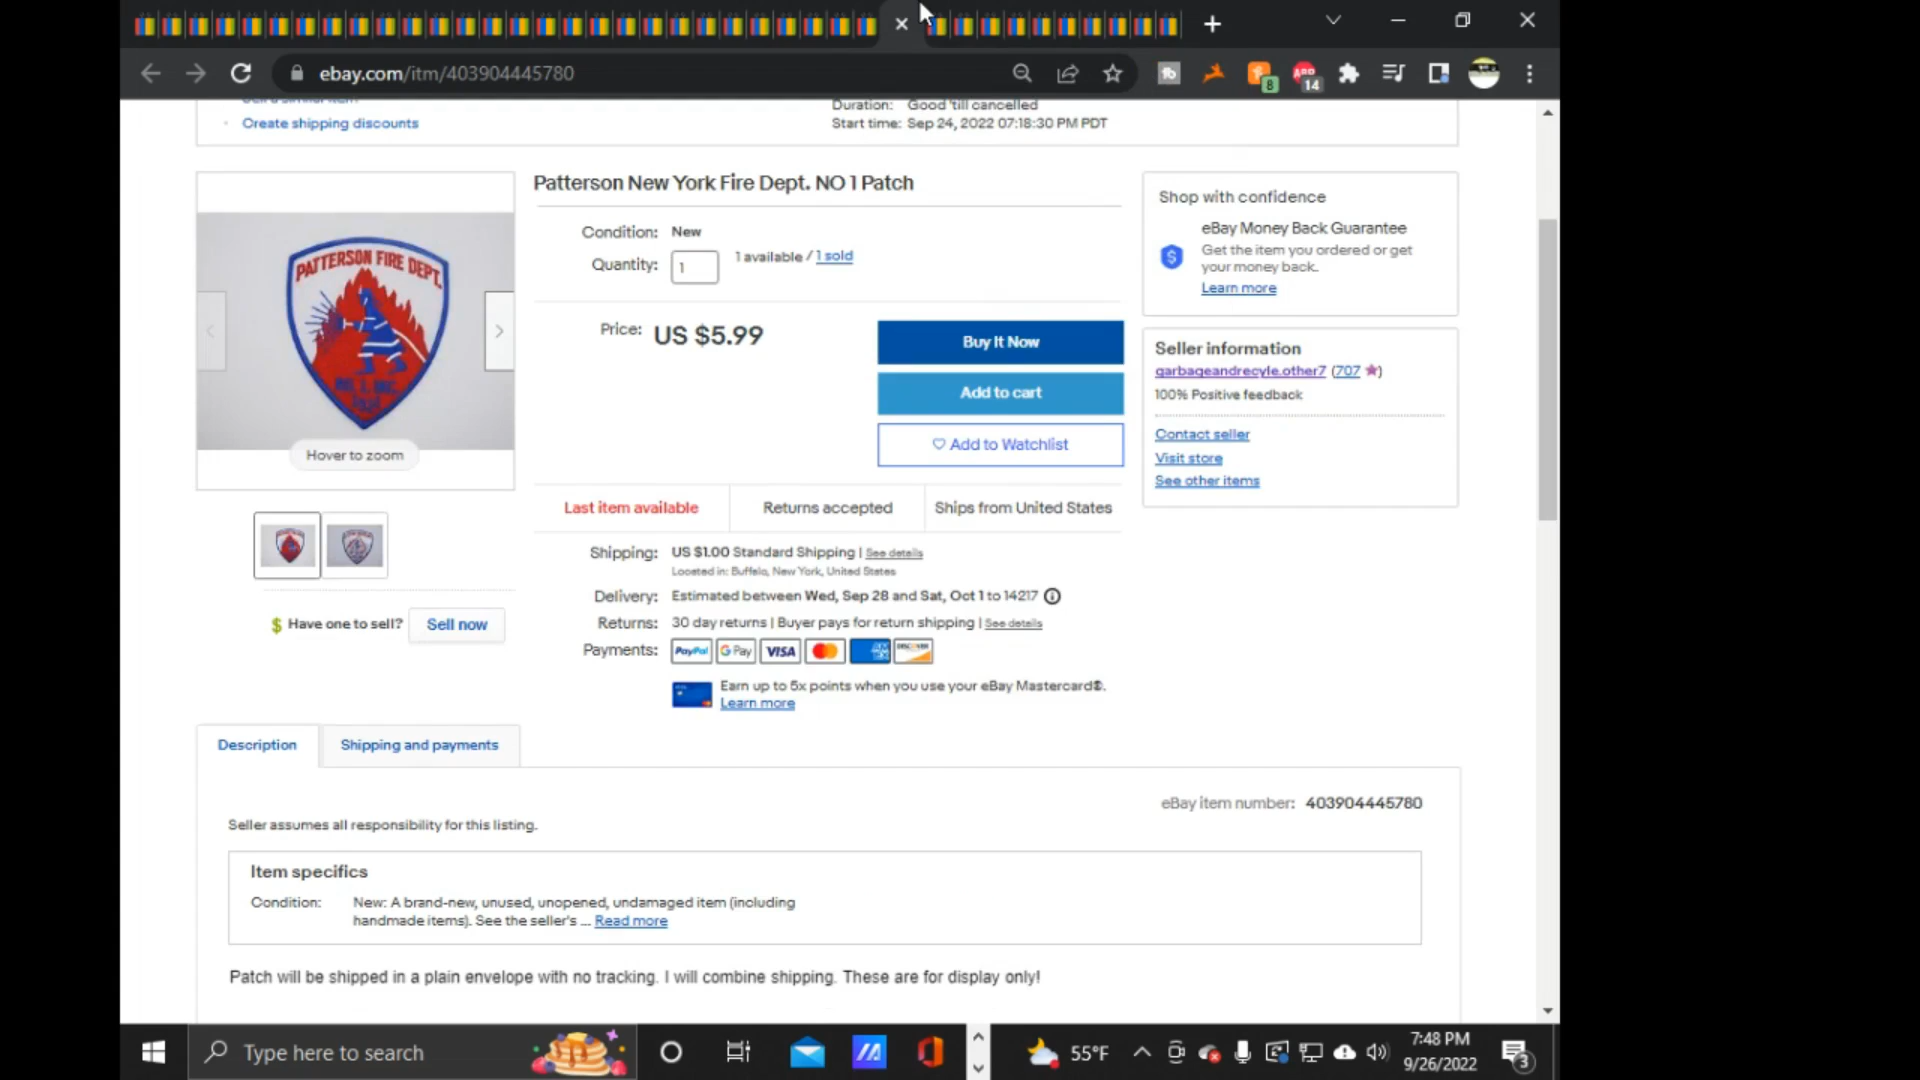 ebay.com/itm/403904445780
8
14
Create shipping discounts
Duration: Good 'till cancelled
Start time: Sep 24, 2022 07:18:30 PM PDT
Patterson New York Fire Dept. NO 1 Patch
Condition: New
Quantity: 1
1 available / 1 sold
Price: US $5.99
Buy It Now
Add to cart
Add to Watchlist
PATTERSON FIRE DEPT.
NO. 1, INC.
Hover to zoom
Have one to sell? Sell now
Last item available
Returns accepted
Ships from United States
Shipping: US $1.00 Standard Shipping | See details
Located in: Buffalo, New York, United States
Delivery: Estimated between Wed, Sep 28 and Sat, Oct 1 to 14217
Returns: 30 day returns | Buyer pays for return shipping | See details
Payments: PayPal G Pay VISA DISCOVER
Earn up to 5x points when you use your eBay Mastercard®.
Learn more
Shop with confidence
eBay Money Back Guarantee
Get the item you ordered or get
your money back.
Learn more
Seller information
garbageandrecyle.other7 (707)
100% Positive feedback
Contact seller
Visit store
See other items
Description
Shipping and payments
eBay item number: 403904445780
Seller assumes all responsibility for this listing.
Item specifics
Condition: New: A brand-new, unused, unopened, undamaged item (including
handmade items). See the seller's ... Read more
Patch will be shipped in a plain envelope with no tracking. I will combine shipping. These are for display only!
Type here to search
55°F
7:48 PM
9/26/2022
3